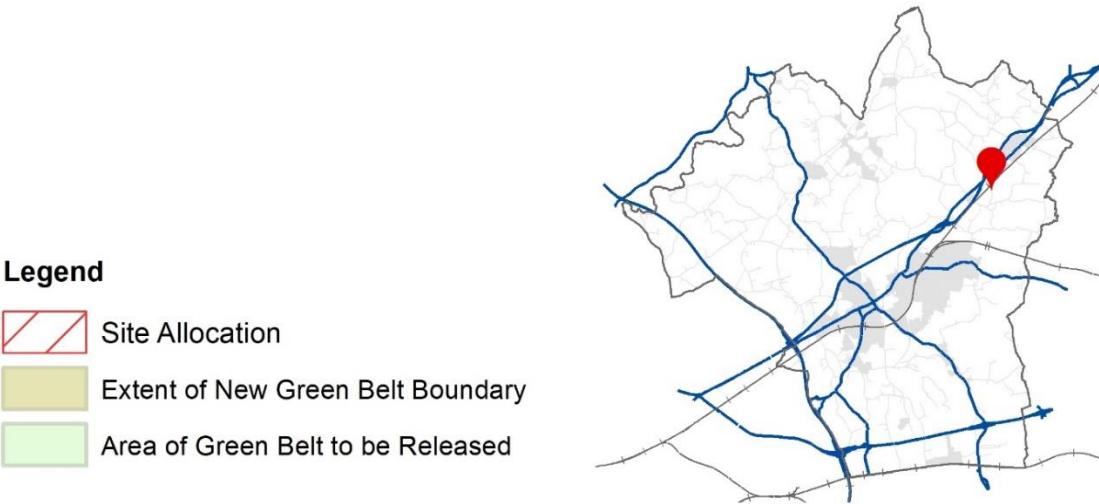 Legend
Site Allocation
Extent of New Green Belt Boundary
Area of Green Belt to be Released